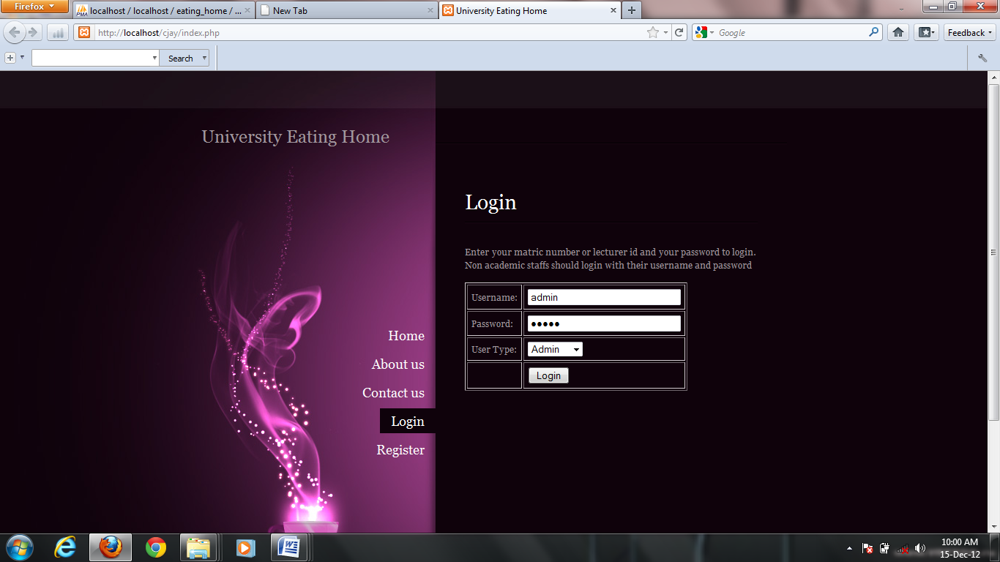 Firefox
localhost / localhost / eating_home / ...
New Tab
University Eating Home
http://localhost/cjay/index.php
Google
Feedback
Search
University Eating Home
Home
About us
Contact us
Login
Register
Login
Enter your matric number or lecturer id and your password to login.
Non academic staffs should login with their username and password
Username: admin
Password: ●●●●●
User Type: Admin
Login
10:00 AM
15-Dec-12